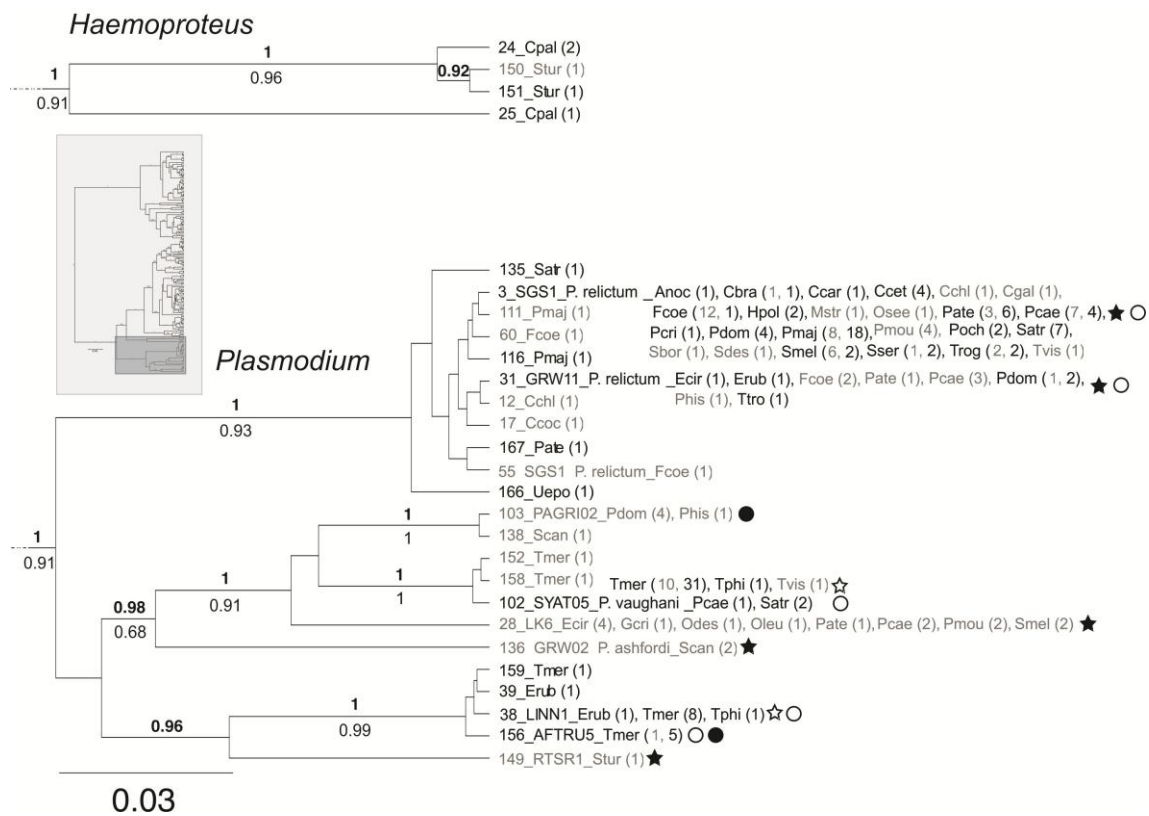 Haemoproteus
24_Cpal (2)
1
0.92
150_Stur (1)
0.96
1
151_Stur (1)
0.91
25_Cpal (1)
135_Satr (1)
3_SGS1_P. relictum _Anoc (1), Cbra (1, 1), Ccar (1), Ccet (4), Cchl (1), Cgal (1),
111_Pmaj (1) Fcoe (12, 1), Hpol (2), Mstr (1), Osee (1), Pate (3, 6), Pcae (7, 4),
60_Fcoe (1) Pcri (1), Pdom (4), Pmaj (8, 18), Pmou (4), Poch (2), Satr (7),
116_Pmaj (1) Sbor (1), Sdes (1), Smel (6, 2), Sser (1, 2), Trog (2, 2), Tvis (1)
Plasmodium
31_GRW11_P. relictum _Ecir (1), Erub (1), Fcoe (2), Pate (1), Pcae (3), Pdom (1, 2),
12_Cchl (1) Phis (1), Ttro (1)
1
17_Ccoc (1)
0.93
167_Pate (1)
55 SGS1 P. relictum_Fcoe (1)
166_Uepo (1)
1
103_PAGRI02_Pdom (4), Phis (1)
1
138_Scan (1)
1
0.91
152_Tmer (1)
1
158_Tmer (1) Tmer (10, 31), Tphi (1), Tvis (1)
1
1
0.91
102_SYAT05_P. vaughani _Pcae (1), Satr (2)
0.98
28_LK6_Ecir (4), Gcri (1), Odes (1), Oleu (1), Pate (1), Pcae (2), Pmou (2), Smel (2)
0.68
136 GRW02 P. ashfordi_Scan (2)
159_Tmer (1)
39_Erub (1)
1
38_LINN1_Erub (1), Tmer (8), Tphi (1)
0.96
0.99
156_AFTRU5_Tmer (1, 5)
149_RTSR1_Stur (1)
0.03